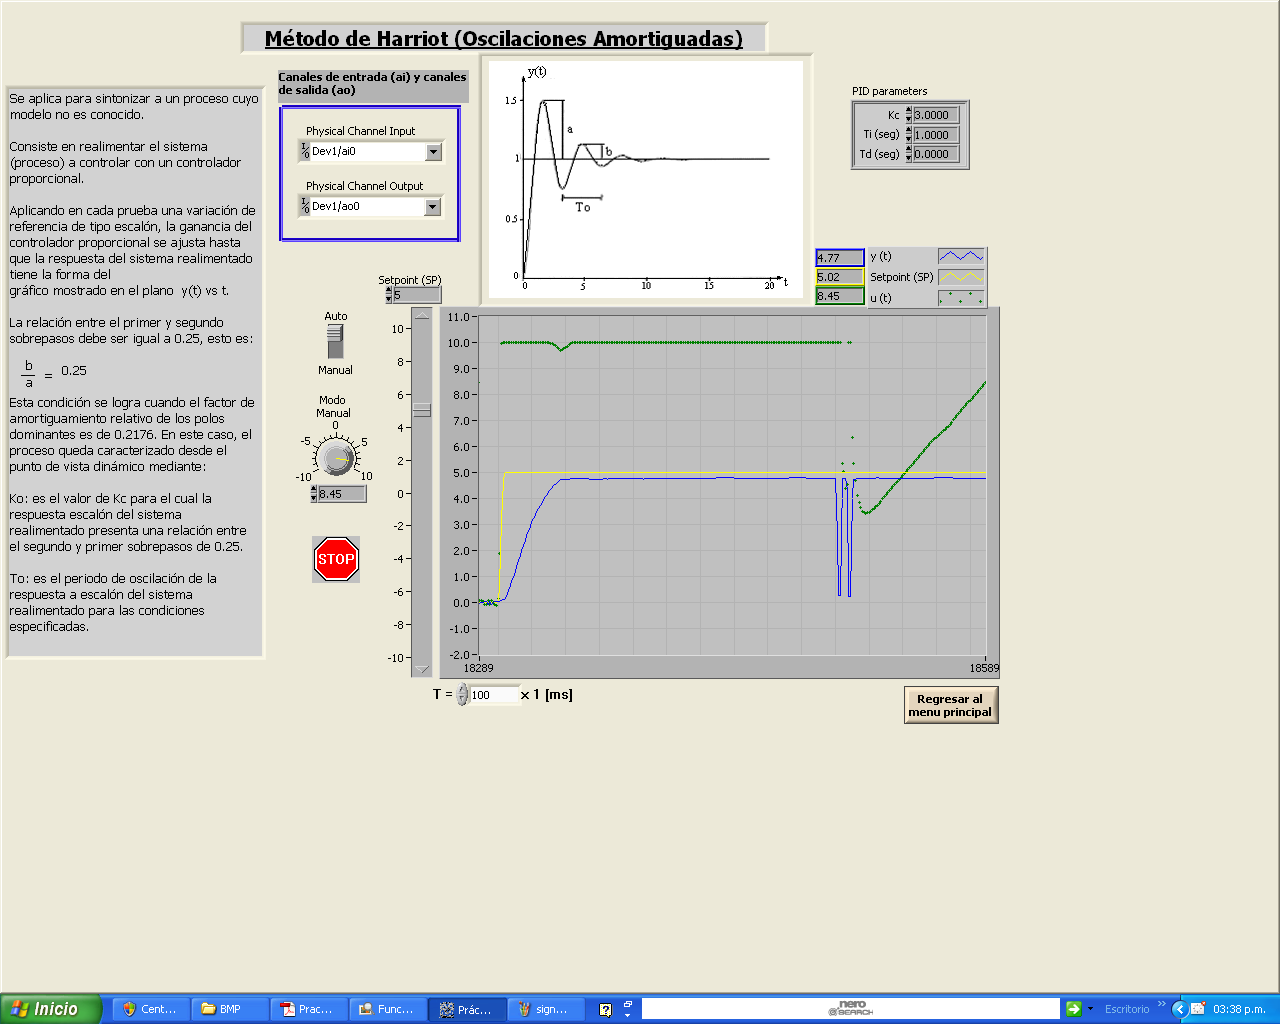 Método de Harriot (Oscilaciones Amortiguadas)
Se aplica para sintonizar a un proceso cuyo
modelo no es conocido.
Consiste en realimentar el sistema
(proceso) a controlar con un controlador
proporcional.
Aplicando en cada prueba una variación de
referencia de tipo escalón, la ganancia del
controlador proporcional se ajusta hasta
que la respuesta del sistema realimentado
tiene la forma del
gráfico mostrado en el plano y(t) vs t.
La relación entre el primer y segundo
sobrepasos debe ser igual a 0.25, esto es:
b
a
= 0.25
Esta condición se logra cuando el factor de
amortiguamiento relativo de los polos
dominantes es de 0.2176. En este caso, el
proceso queda caracterizado desde el
punto de vista dinámico mediante:
Ko: es el valor de Kc para el cual la
respuesta escalón del sistema
realimentado presenta una relación entre
el segundo y primer sobrepasos de 0.25.
To: es el periodo de oscilación de la
respuesta a escalón del sistema
realimentado para las condiciones
especificadas.
Canales de entrada (ai) y canales
de salida (ao)
Physical Channel Input
I/0 Dev1/ai0
Physical Channel Output
I/0 Dev1/ao0
y(t)
1.5
a
b
1
To
0.5
0
0 5 10 15 20 t
PID parameters
Kc 3.0000
Ti (seg) 1.0000
Td (seg) 0.0000
4.77 y (t)
5.02 Setpoint (SP)
8.45 u (t)
Setpoint (SP)
5
Auto
Manual
Modo
Manual
0
-5 5
-10 10
8.45
STOP
10
8
6
4
2
0
-2
-4
-6
-8
-10
11.0
10.0
9.0
8.0
7.0
6.0
5.0
4.0
3.0
2.0
1.0
0.0
-1.0
-2.0
18289 18589
T = 100 x 1 [ms]
Regresar al
menu principal
Inicio Cent... BMP Prac... Func... Prác... sign... ? nero @SEARCH Escritorio » 03:38 p.m.